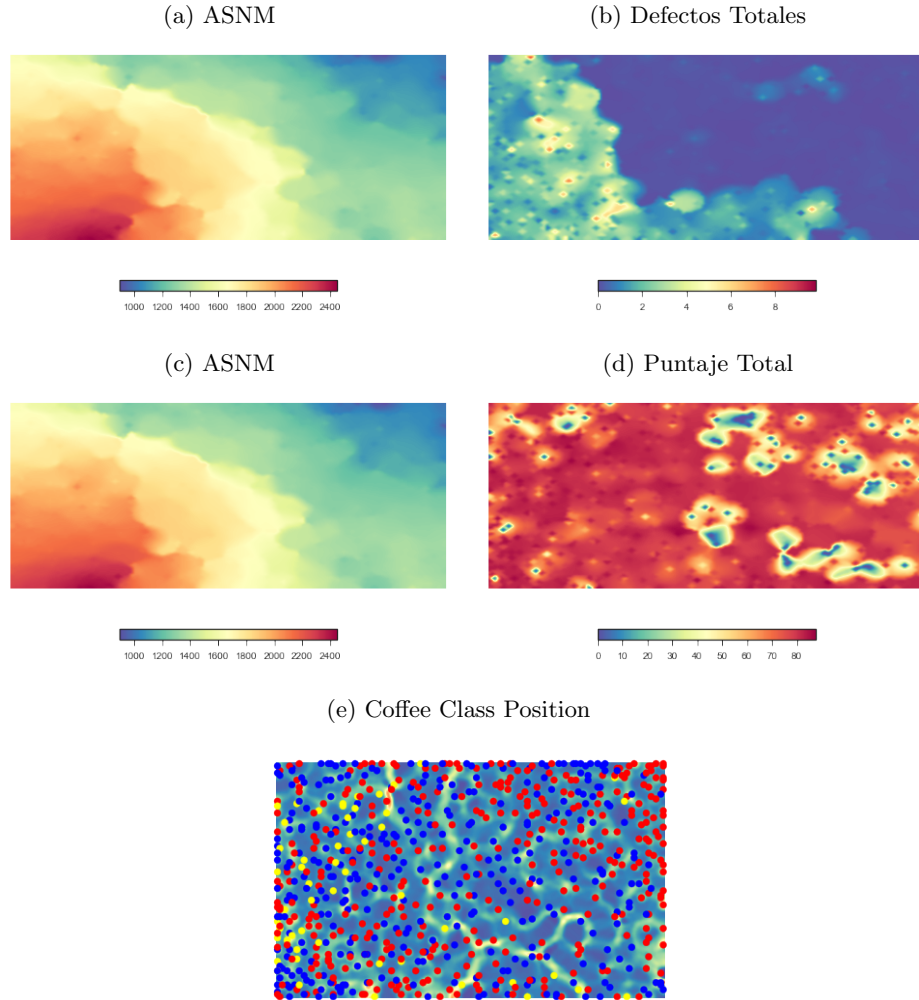 (a) ASNM
(b) Defectos Totales
1000 1200 1400 1600 1800 2000 2200 2400
0 2 4 6 8
(c) ASNM
(d) Puntaje Total
1000 1200 1400 1600 1800 2000 2200 2400
0 10 20 30 40 50 60 70 80
(e) Coffee Class Position